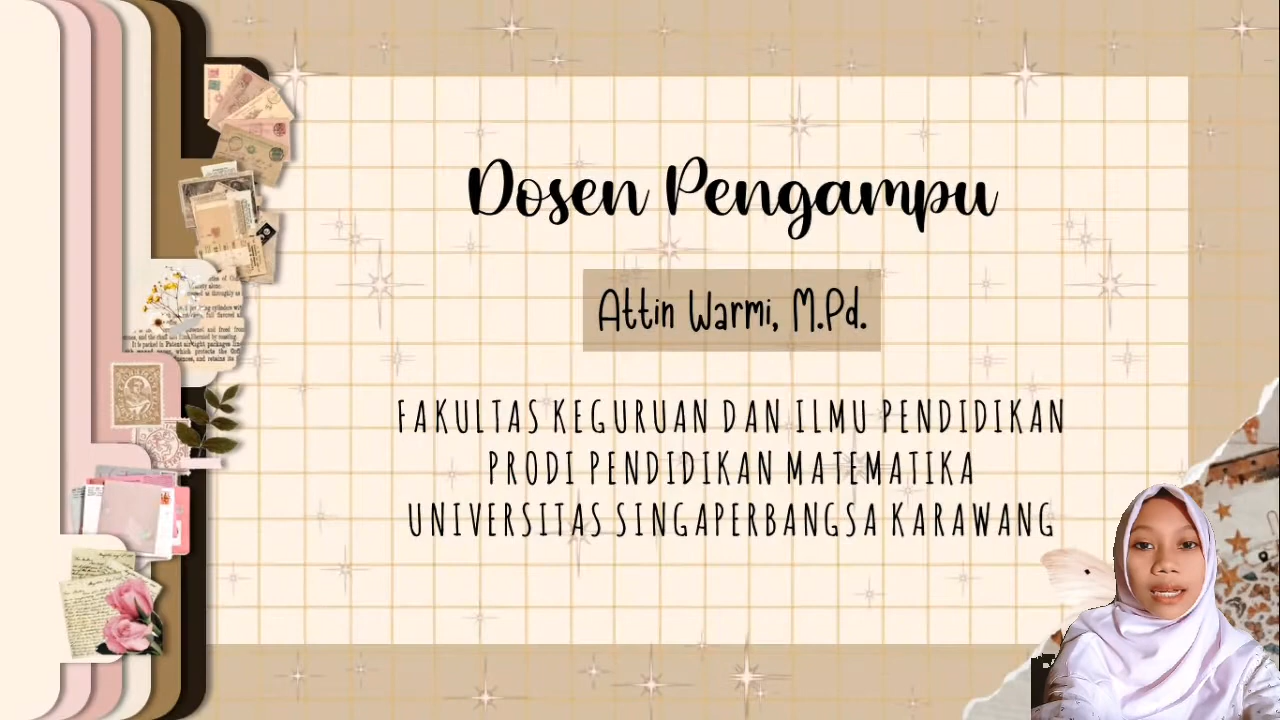 Dosen Pengampu
Attin Warmi, M.Pd.
FAKULTAS KEGURUAN DAN ILMU PENDIDIKAN
PRODI PENDIDIKAN MATEMATIKA
UNIVERSITAS SINGAPERBANGSA KARAWANG